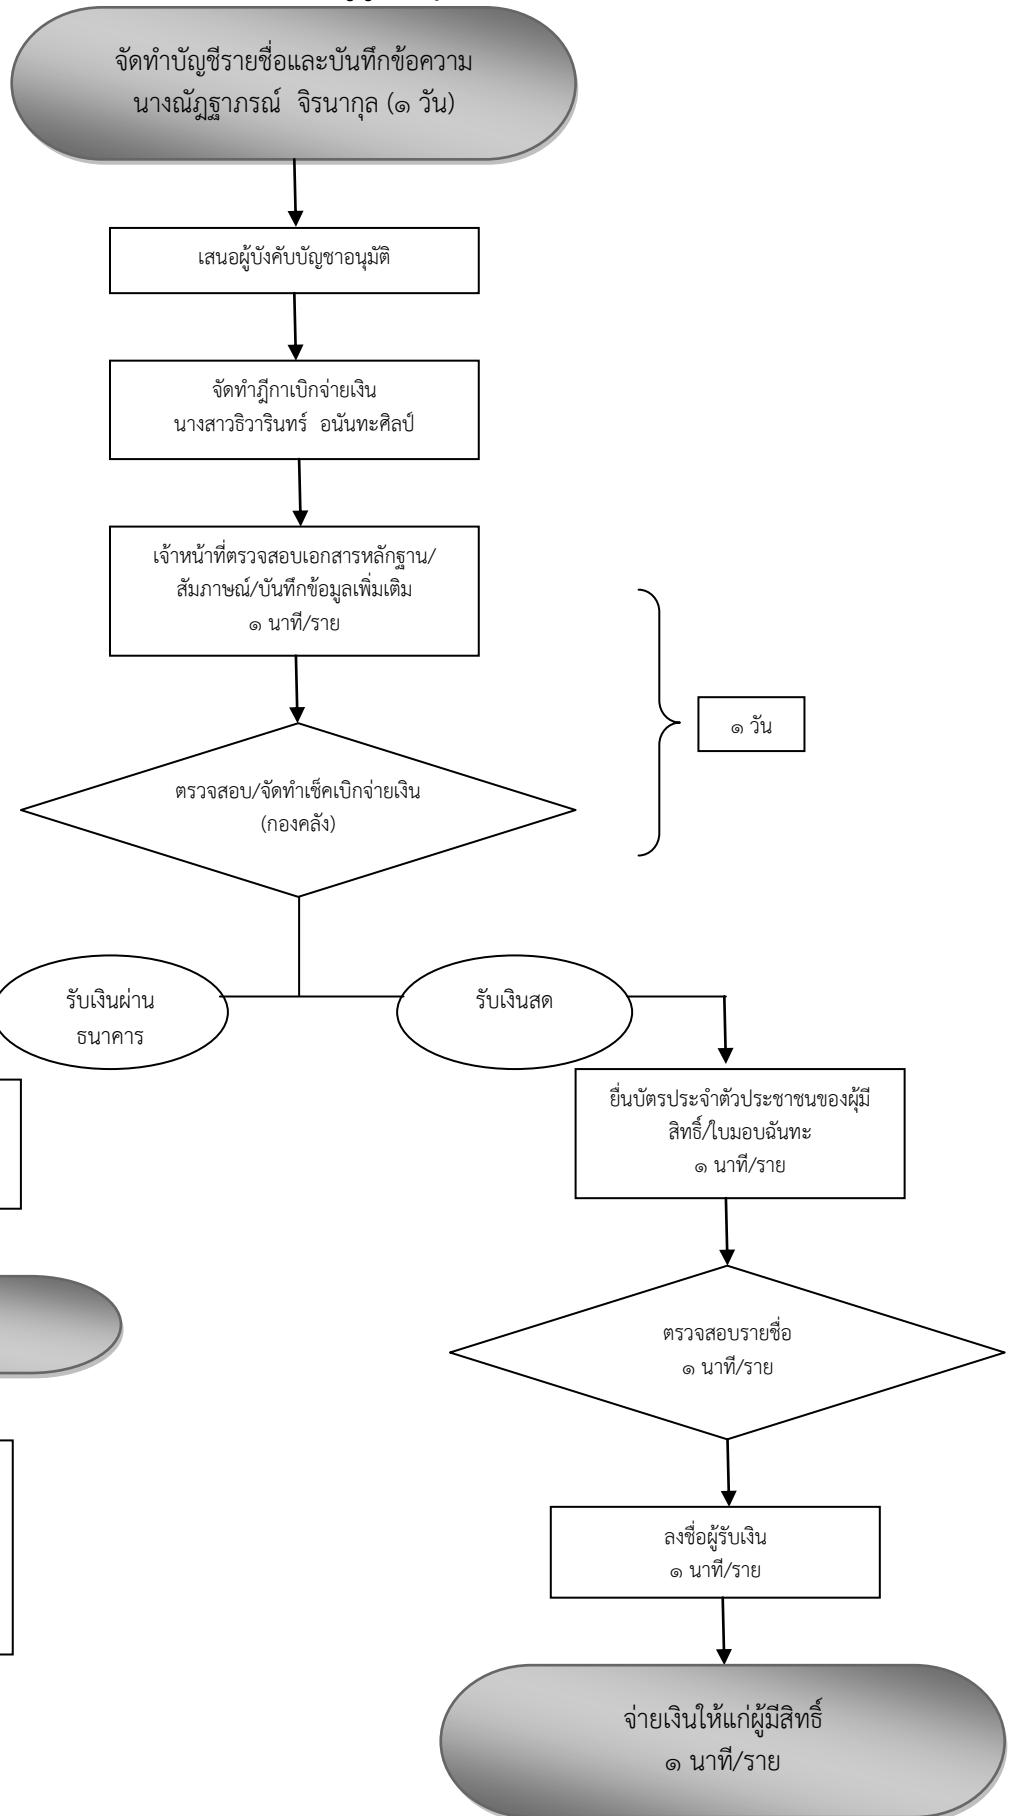 จัดทำบัญชีรายชื่อและบันทึกข้อความ
นางณัฎฐาภรณ์ จิรนากุล (๑ วัน)
เสนอผู้บังคับบัญชาอนุมัติ
จัดทำฎีกาเบิกจ่ายเงิน
นางสาวธิวารินทร์ อนันทะศิลป์
เจ้าหน้าที่ตรวจสอบเอกสารหลักฐาน/
สัมภาษณ์/บันทึกข้อมูลเพิ่มเติม
๑ นาที/ราย
๑ วัน
ตรวจสอบ/จัดทำเช็คเบิกจ่ายเงิน
(กองคลัง)
รับเงินผ่าน
ธนาคาร
รับเงินสด
ยื่นบัตรประจำตัวประชาชนของผุ้มี
สิทธิ์/ใบมอบฉันทะ
๑ นาที/ราย
ตรวจสอบรายชื่อ
๑ นาที/ราย
ลงชื่อผู้รับเงิน
๑ นาที/ราย
จ่ายเงินให้แก่ผู้มีสิทธิ์
๑ นาที/ราย